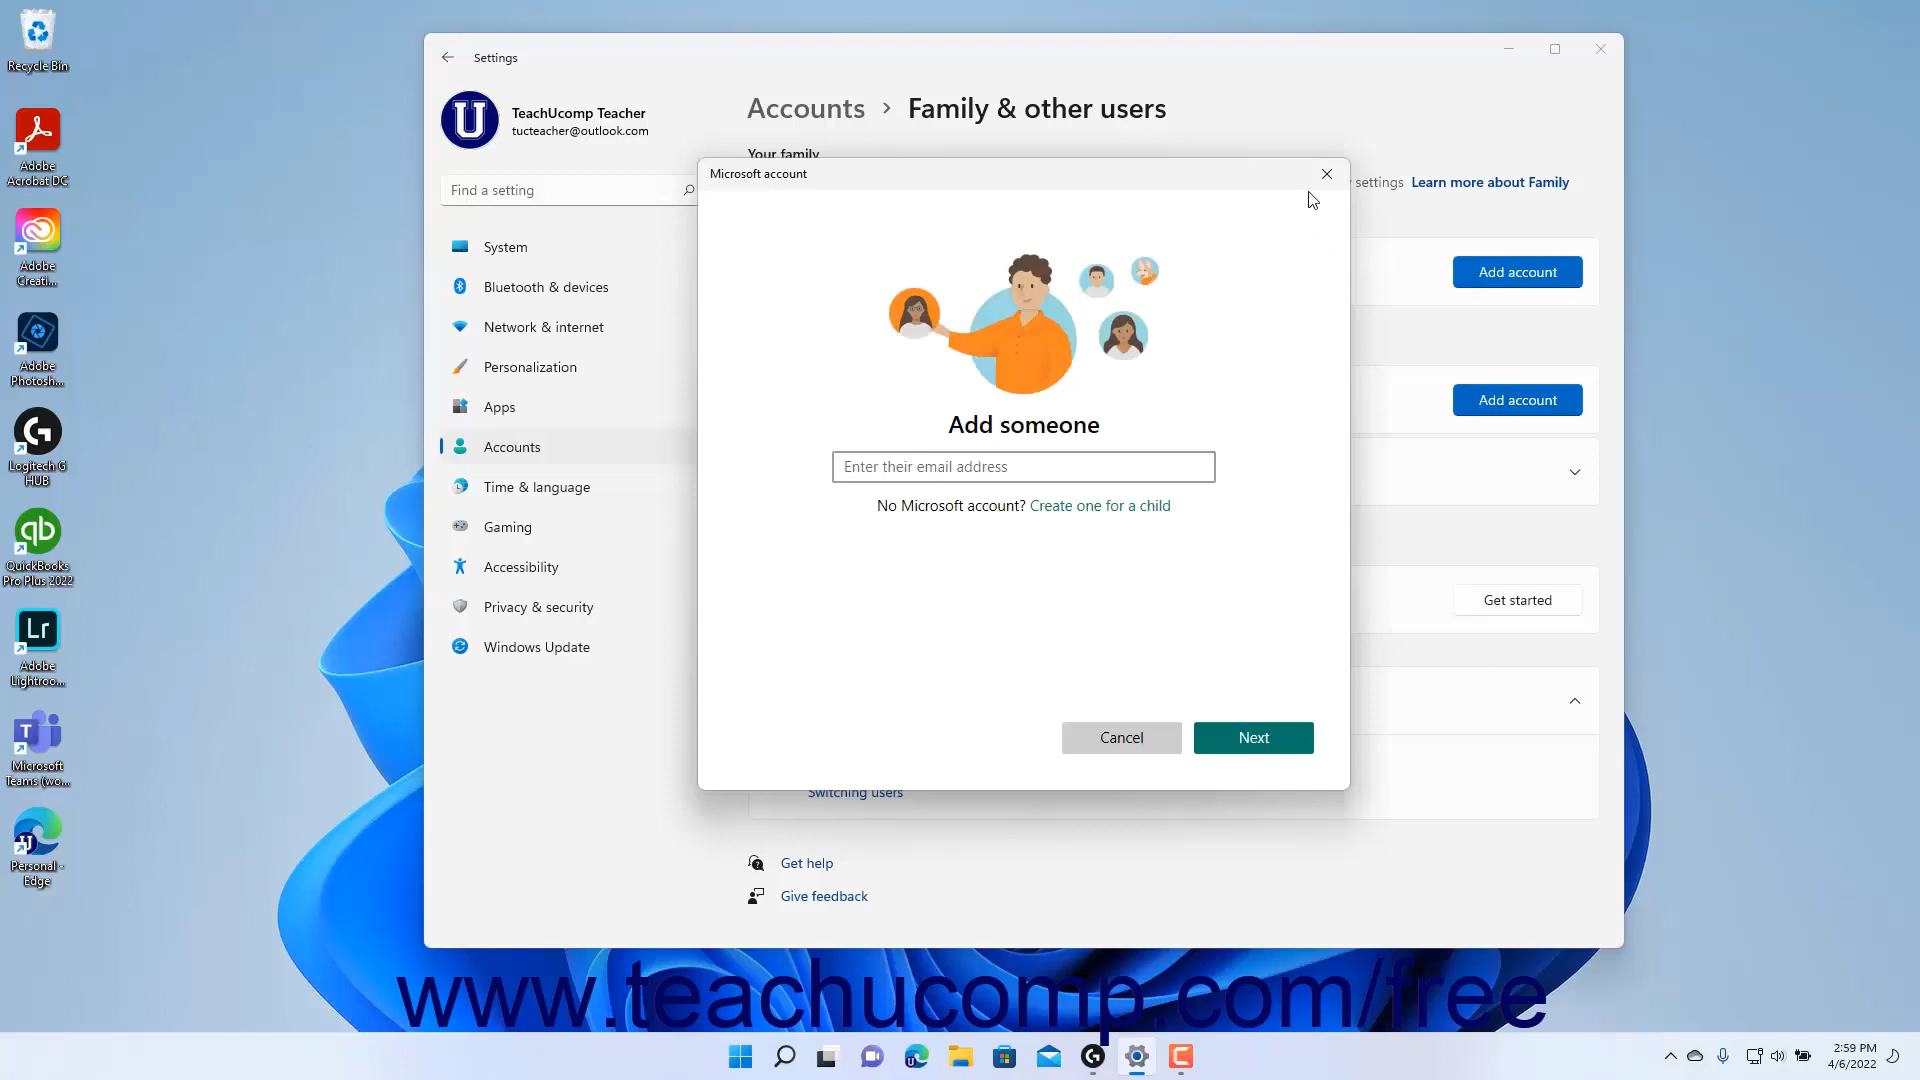 Recycle Bin
Adobe
Acrobat DC
Adobe
Creati...
Adobe
Photosh...
Logitech G
HUB
QuickBooks
Pro Plus 2022
Lr
Adobe
Lightroo...
T
Microsoft
Teams (wo...
Personal -
Edge
Settings
U
TeachUcomp Teacher
tucteacher@outlook.com
Find a setting
System
Bluetooth & devices
Network & internet
Personalization
Apps
Accounts
Time & language
Gaming
Accessibility
Privacy & security
Windows Update
Accounts > Family & other users
Your family
settings Learn more about Family
Add account
Add account
Get started
Microsoft account
Add someone
Enter their email address
No Microsoft account? Create one for a child
Cancel
Next
Switching users
Get help
Give feedback
www.teachucomp.com/free
2:59 PM
4/6/2022